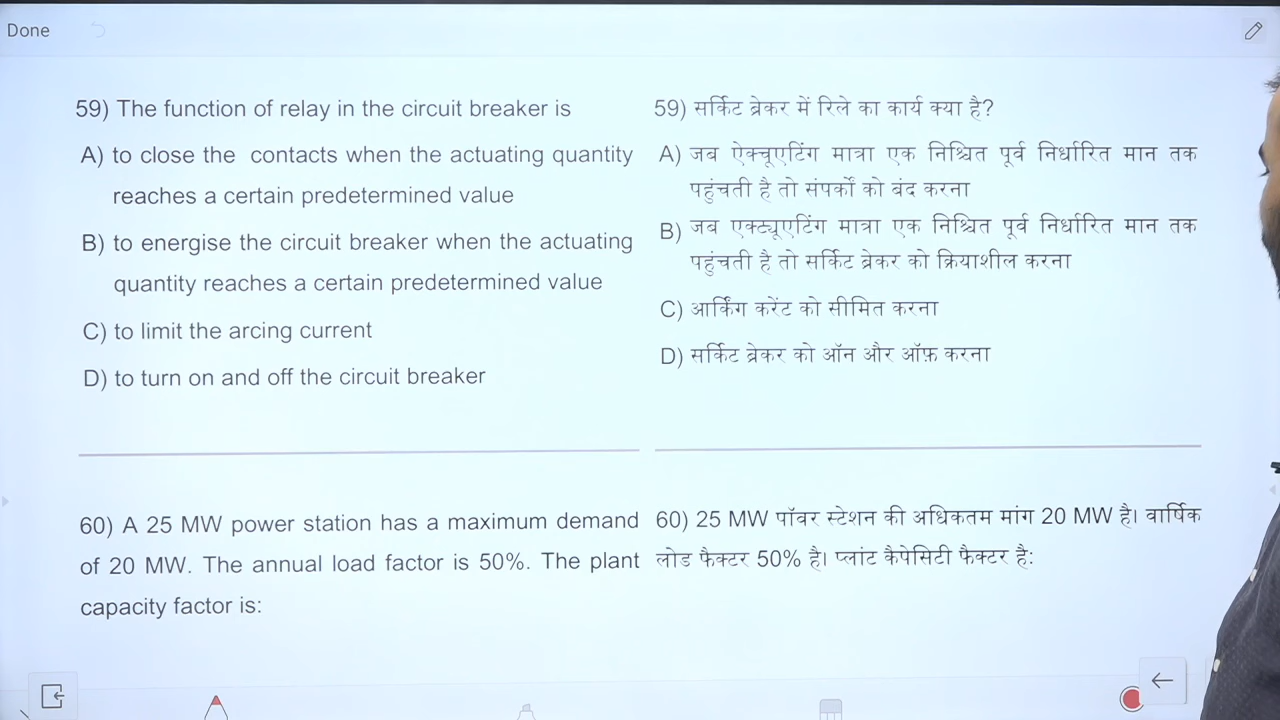 Done
59) The function of relay in the circuit breaker is
A) to close the contacts when the actuating quantity
reaches a certain predetermined value
B) to energise the circuit breaker when the actuating
quantity reaches a certain predetermined value
C) to limit the arcing current
D) to turn on and off the circuit breaker
59) सर्किट ब्रेकर में रिले का कार्य क्या है?
A) जब ऐक्चूएटिंग मात्रा एक निश्चित पूर्व निर्धारित मान तक
पहुंचती है तो संपर्कों को बंद करना
B) जब एक्ट्यूएटिंग मात्रा एक निश्चित पूर्व निर्धारित मान तक
पहुंचती है तो सर्किट ब्रेकर को क्रियाशील करना
C) आर्किंग करेंट को सीमित करना
D) सर्किट ब्रेकर को ऑन और ऑफ़ करना
60) A 25 MW power station has a maximum demand
of 20 MW. The annual load factor is 50%. The plant
capacity factor is:
60) 25 MW पॉवर स्टेशन की अधिकतम मांग 20 MW है। वार्षिक
लोड फैक्टर 50% है। प्लांट कैपेसिटी फैक्टर है: